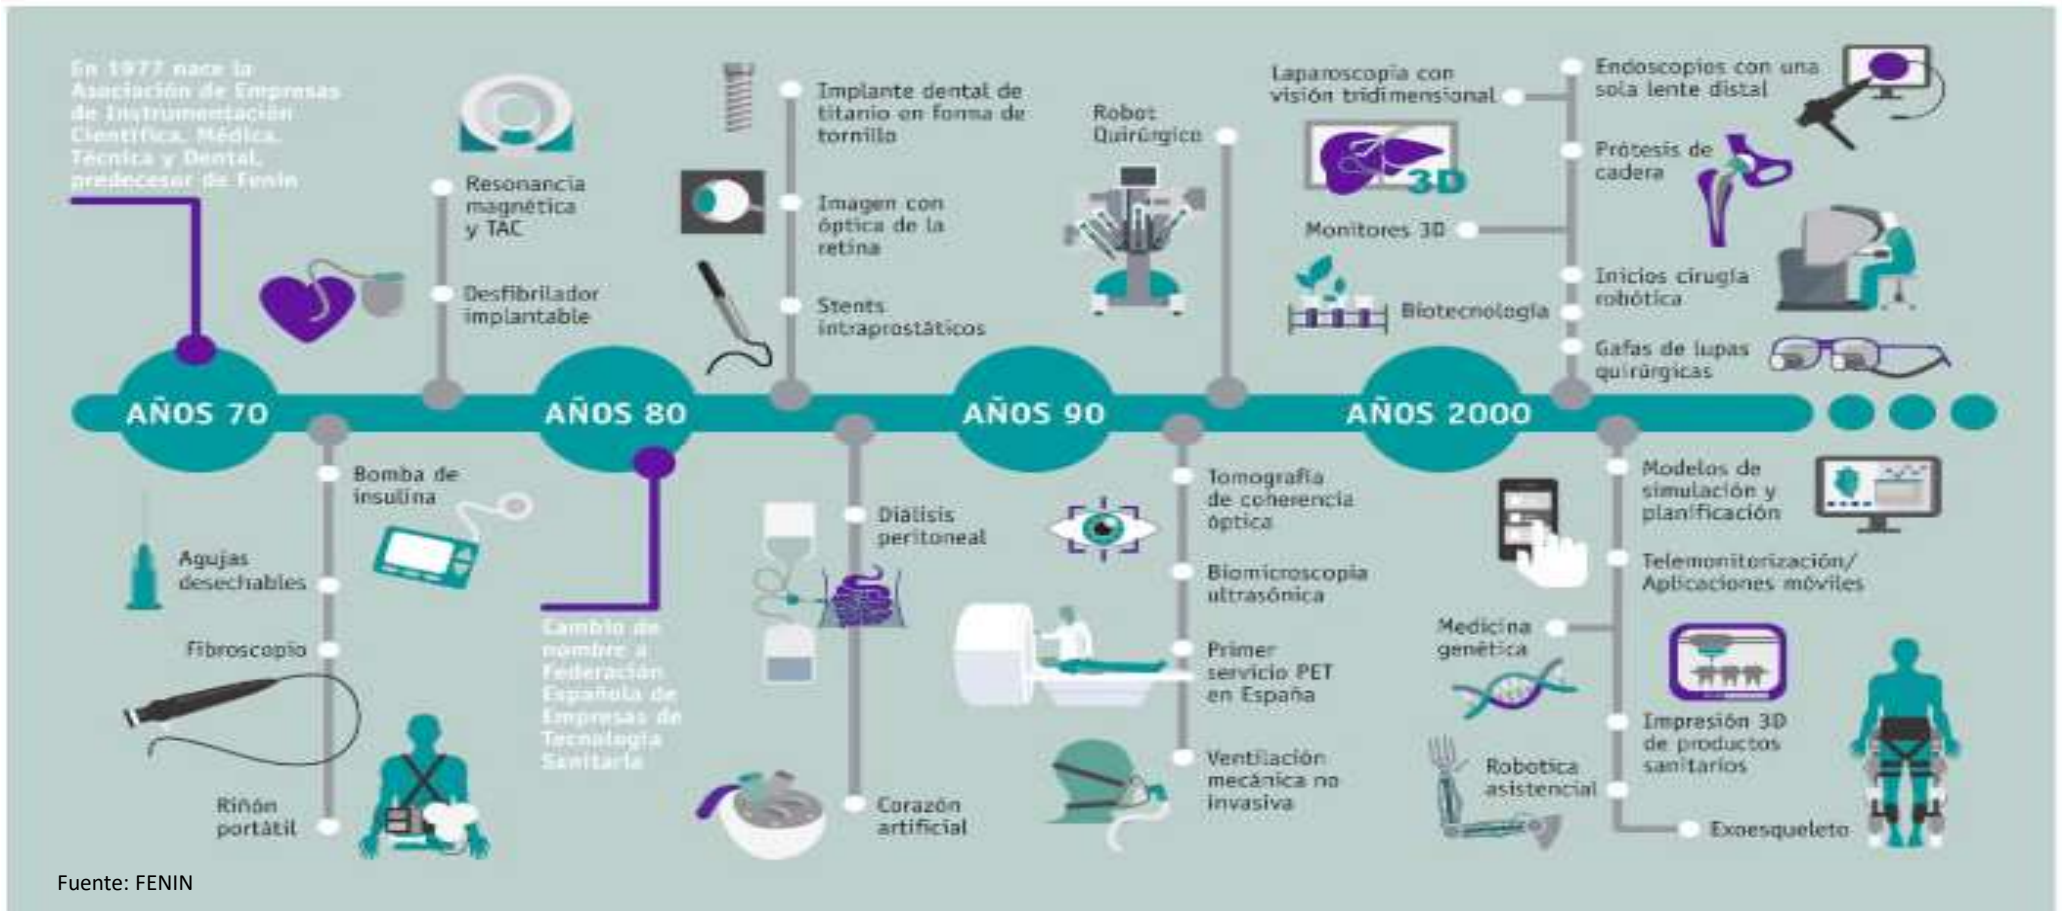 En 1977 nace la
Asociación de Empresas
de Instrumentación
Científica, Médica,
Técnica y Dental,
predecesor de Fenin
Resonancia
magnética
y TAC
Desfibrilador
implantable
AÑOS 70
Bomba de
insulina
Agujas
desechables
Fibroscopio
Riñón
portátil
Implante dental de
titanio en forma de
tornillo
Imagen con
óptica de la
retina
Stents
intraprostáticos
AÑOS 80
Cambio de
nombre a
Federación
Española de
Empresas de
Tecnología
Sanitaria
Diálisis
peritoneal
Corazón
artificial
Robot
Quirúrgico
AÑOS 90
Tomografía
de coherencia
óptica
Biomicroscopia
ultrasónica
Primer
servicio PET
en España
Ventilación
mecánica no
invasiva
Laparoscopia con
visión tridimensional
3D
Monitores 3D
Biotecnología
Endoscopios con una
sola lente distal
Prótesis de
cadera
Inicios cirugía
robótica
Gafas de lupas
quirúrgicas
AÑOS 2000
Modelos de
simulación y
planificación
Telemonitorización/
Aplicaciones móviles
Medicina
genética
Impresión 3D
de productos
sanitarios
Robotica
asistencial
Exoesqueleto
Fuente: FENIN